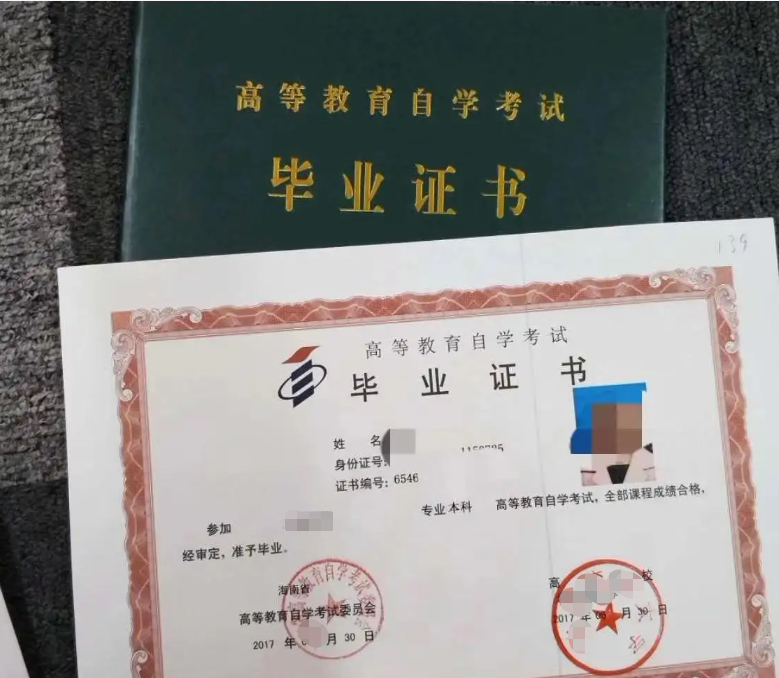 高等教育自学考试
毕业证书
139
高等教育自学考试
毕业证书
姓名
身份证号:
证书编号: 6546
参加 专业本科 高等教育自学考试，全部课程成绩合格，
经审定，准予毕业。
海南省
高等教育自学考试委员会
2017 年 月 30 日
高 校
2017 年 06 月 30 日